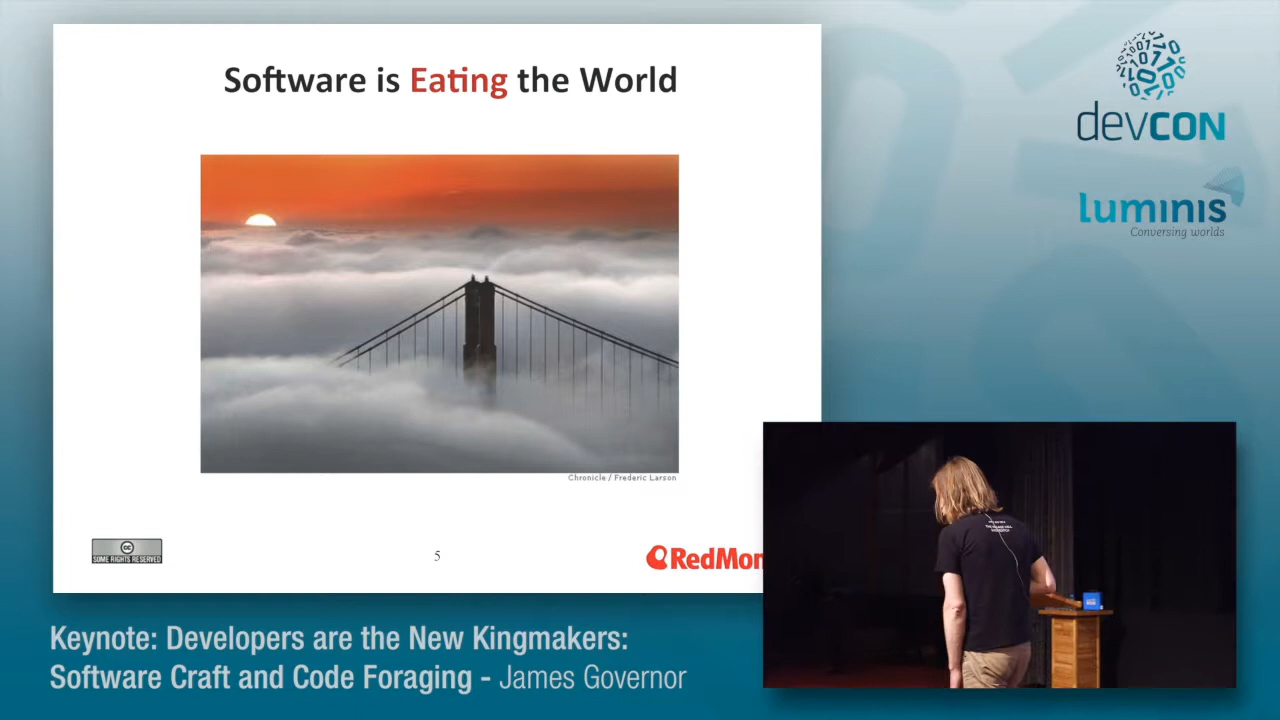 Software is Eating the World
Chronicle / Frederic Larson
cc
SOME RIGHTS RESERVED
5
RedMon
devCON
luminis
Conversing worlds
Keynote: Developers are the New Kingmakers:
Software Craft and Code Foraging - James Governor